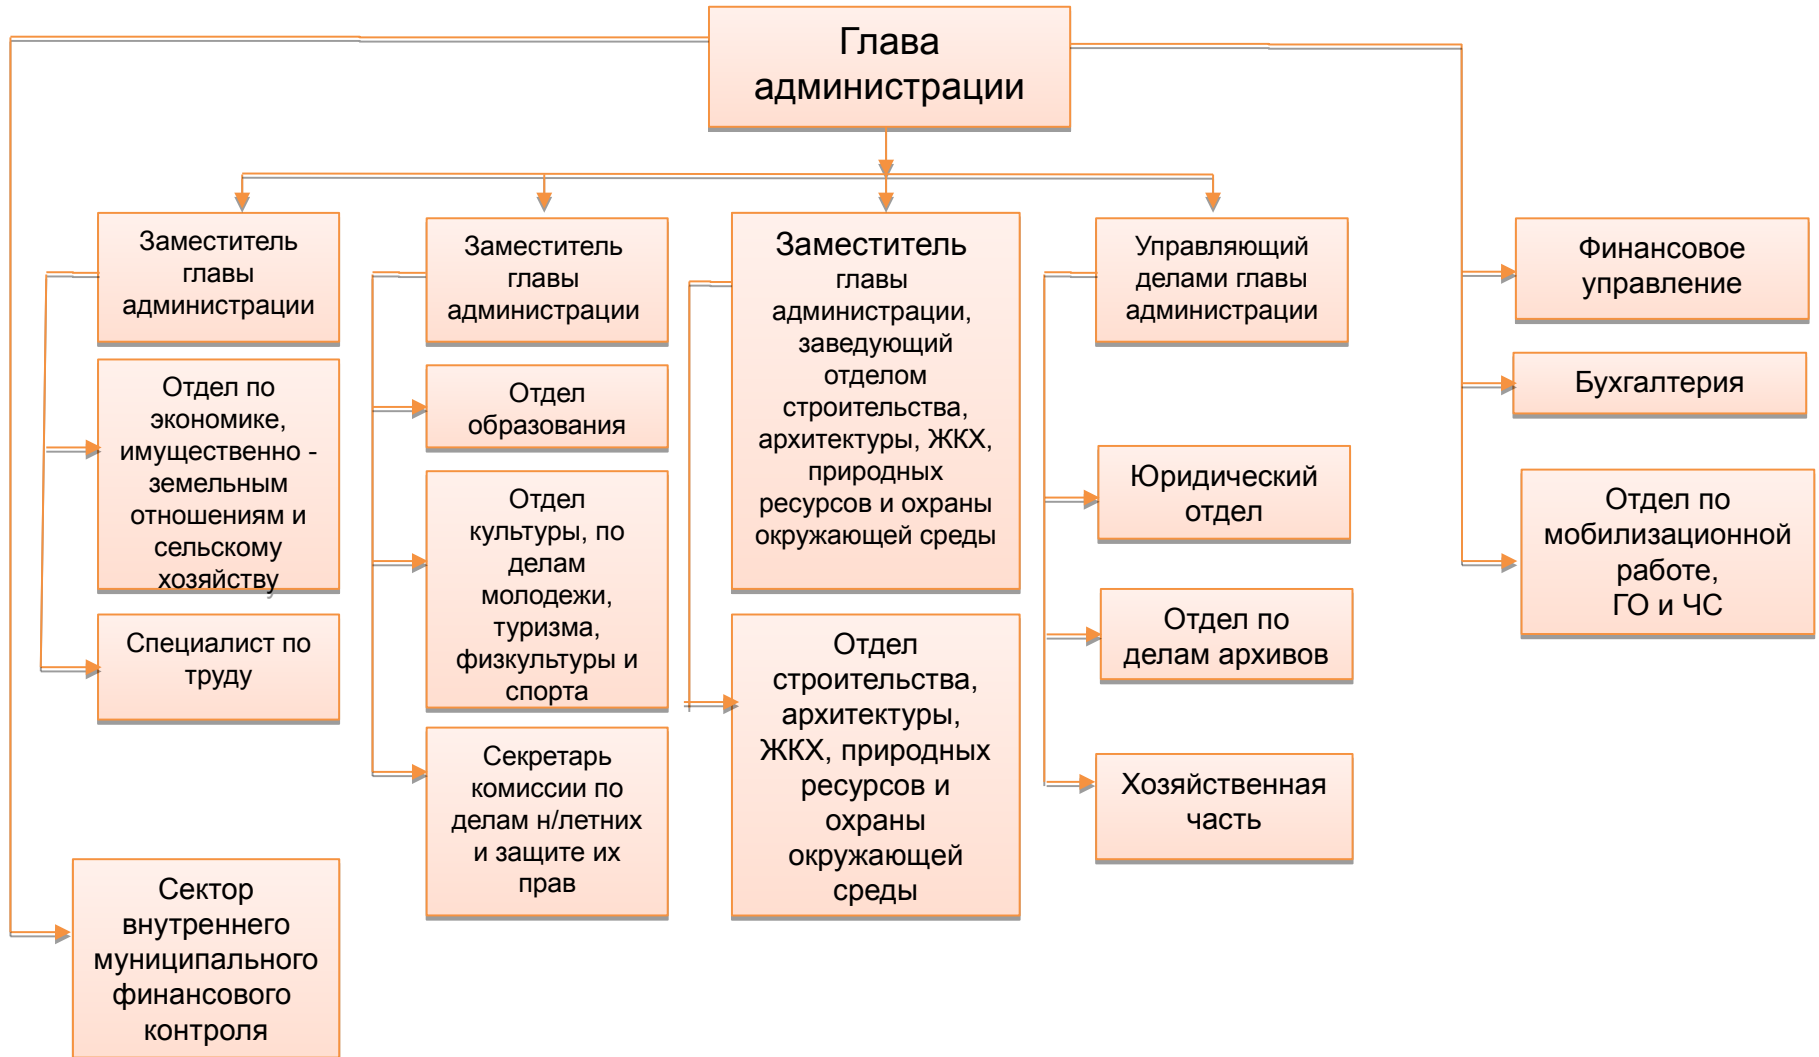 Глава
администрации
Заместитель
главы
администрации
Заместитель
главы
администрации
Заместитель
главы
администрации,
заведующий
отделом
строительства,
архитектуры, ЖКХ,
природных
ресурсов и охраны
окружающей среды
Управляющий
делами главы
администрации
Финансовое
управление
Отдел по
экономике,
имущественно -
земельным
отношениям и
сельскому
хозяйству
Отдел
образования
Бухгалтерия
Отдел
культуры, по
делам
молодежи,
туризма,
физкультуры и
спорта
Юридический
отдел
Отдел по
мобилизационной
работе,
ГО и ЧС
Специалист по
труду
Отдел
строительства,
архитектуры,
ЖКХ, природных
ресурсов и
охраны
окружающей
среды
Отдел по
делам архивов
Секретарь
комиссии по
делам н/летних
и защите их
прав
Хозяйственная
часть
Сектор
внутреннего
муниципального
финансового
контроля